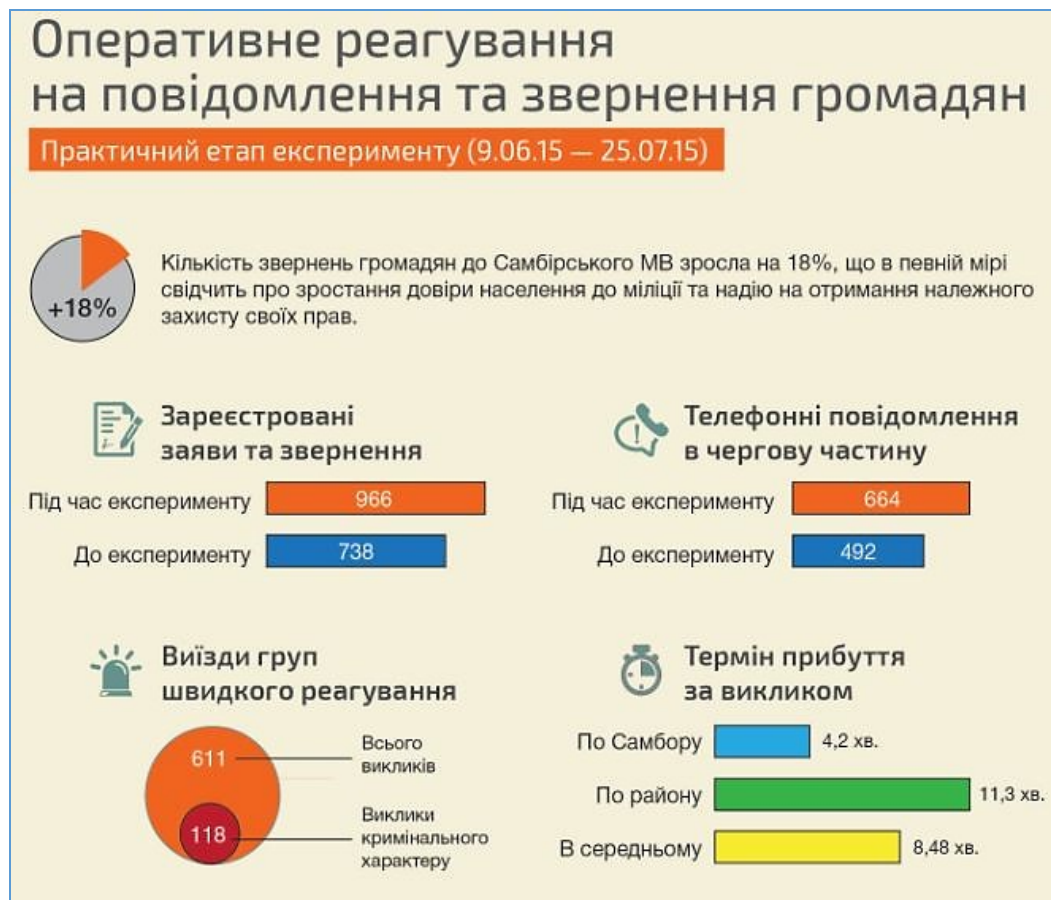 Оперативне реагування
на повідомлення та звернення громадян
Практичний етап експерименту (9.06.15 — 25.07.15)
+18%
Кількість звернень громадян до Самбірського МВ зросла на 18%, що в певній мірі
свідчить про зростання довіри населення до міліції та надію на отримання належного
захисту своїх прав.
Зареєстровані
заяви та звернення
Під час експерименту 966
До експерименту 738
Телефонні повідомлення
в чергову частину
Під час експерименту 664
До експерименту 492
Виїзди груп
швидкого реагування
611
Всього
викликів
118
Виклики
кримінального
характеру
Термін прибуття
за викликом
По Самбору 4,2 хв.
По району 11,3 хв.
В середньому 8,48 хв.